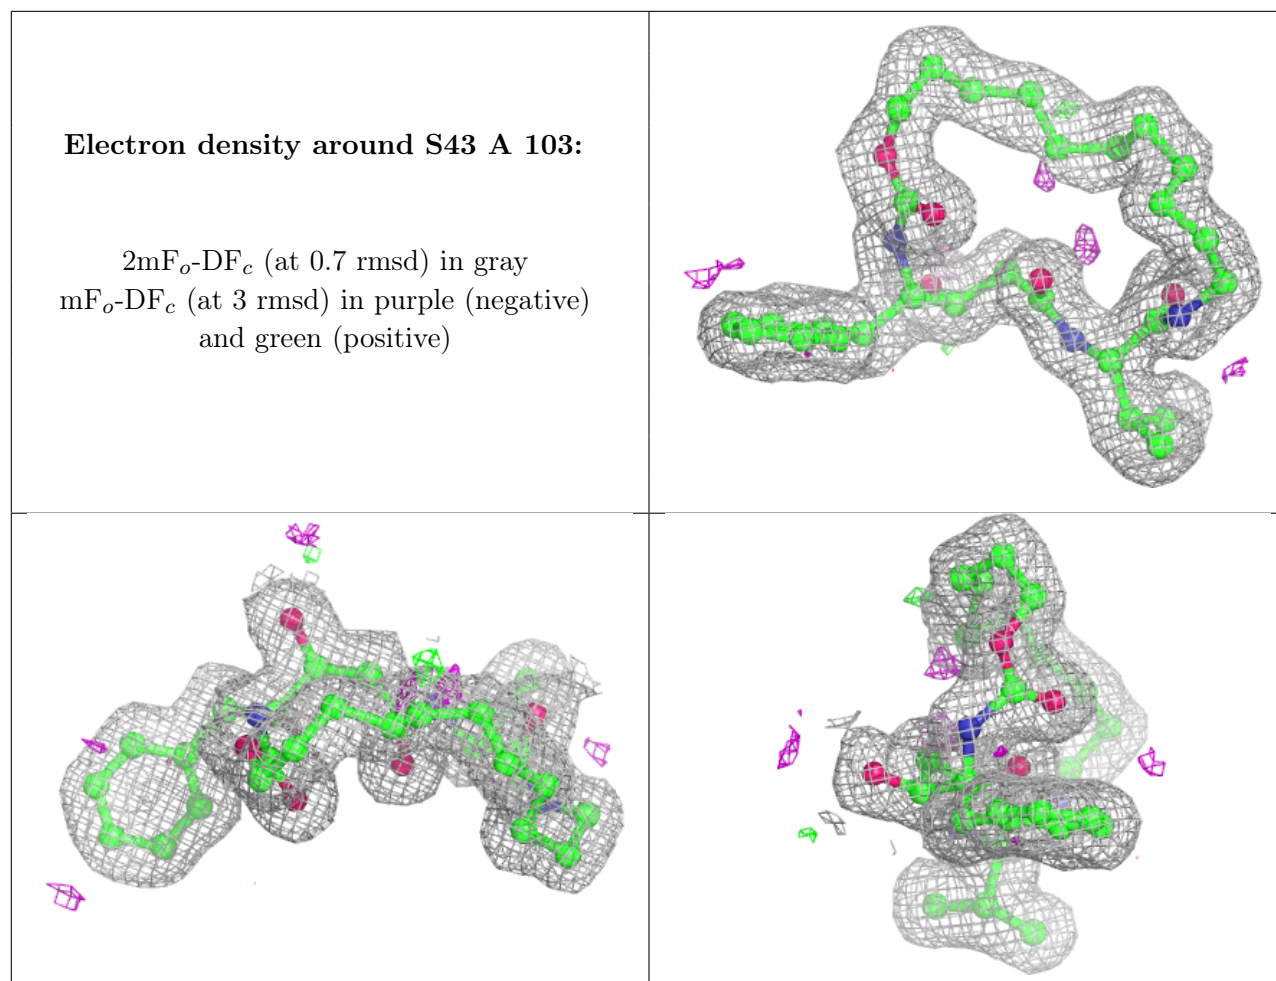 Electron density around S43 A 103:
2mFo-DFc (at 0.7 rmsd) in gray
mFo-DFc (at 3 rmsd) in purple (negative)
and green (positive)